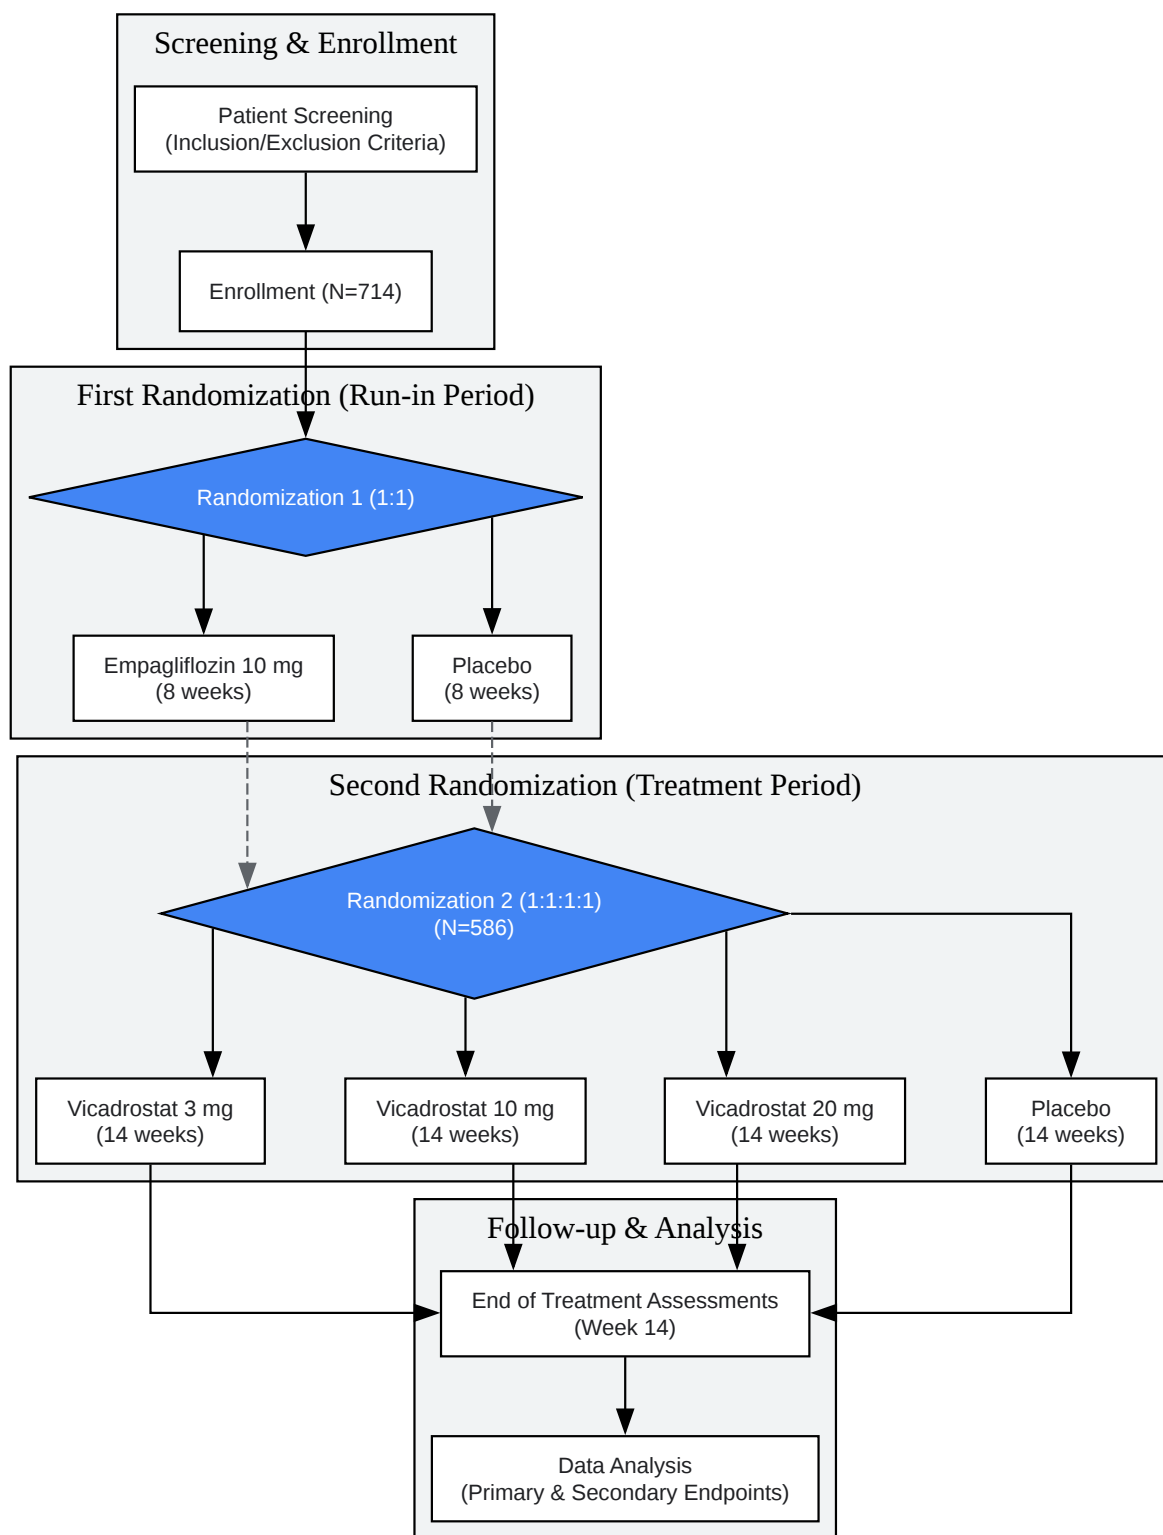 Screening & Enrollment
Patient Screening
(Inclusion/Exclusion Criteria)
Enrollment (N=714)
First Randomization (Run-in Period)
Randomization 1 (1:1)
Empagliflozin 10 mg
(8 weeks)
Placebo
(8 weeks)
Second Randomization (Treatment Period)
Randomization 2 (1:1:1:1)
(N=586)
Vicadrostat 3 mg
(14 weeks)
Vicadrostat 10 mg
(14 weeks)
Vicadrostat 20 mg
(14 weeks)
Placebo
(14 weeks)
Follow-up & Analysis
End of Treatment Assessments
(Week 14)
Data Analysis
(Primary & Secondary Endpoints)